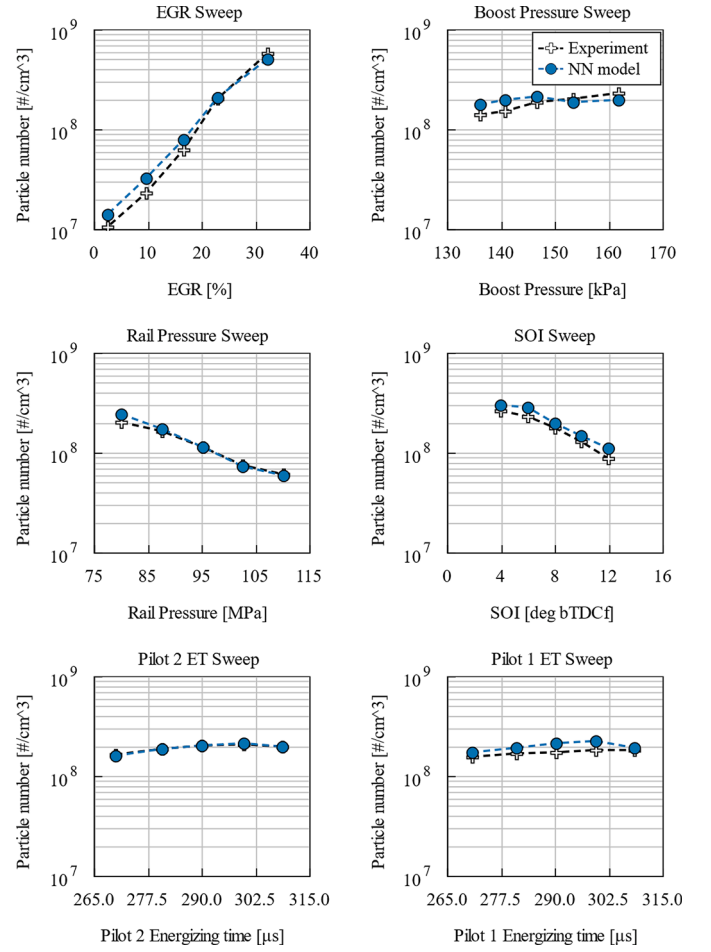 EGR Sweep
Particle number [#/cm^3]
10^9
10^8
10^7
0 10 20 30 40
EGR [%]
Boost Pressure Sweep
Experiment
NN model
Particle number [#/cm^3]
10^9
10^8
10^7
130 140 150 160 170
Boost Pressure [kPa]
Rail Pressure Sweep
Particle number [#/cm^3]
10^9
10^8
10^7
75 85 95 105 115
Rail Pressure [MPa]
SOI Sweep
Particle number [#/cm^3]
10^9
10^8
10^7
0 4 8 12 16
SOI [deg bTDCf]
Pilot 2 ET Sweep
Particle number [#/cm^3]
10^9
10^8
10^7
265.0 277.5 290.0 302.5 315.0
Pilot 2 Energizing time [µs]
Pilot 1 ET Sweep
Particle number [#/cm^3]
10^9
10^8
10^7
265.0 277.5 290.0 302.5 315.0
Pilot 1 Energizing time [µs]